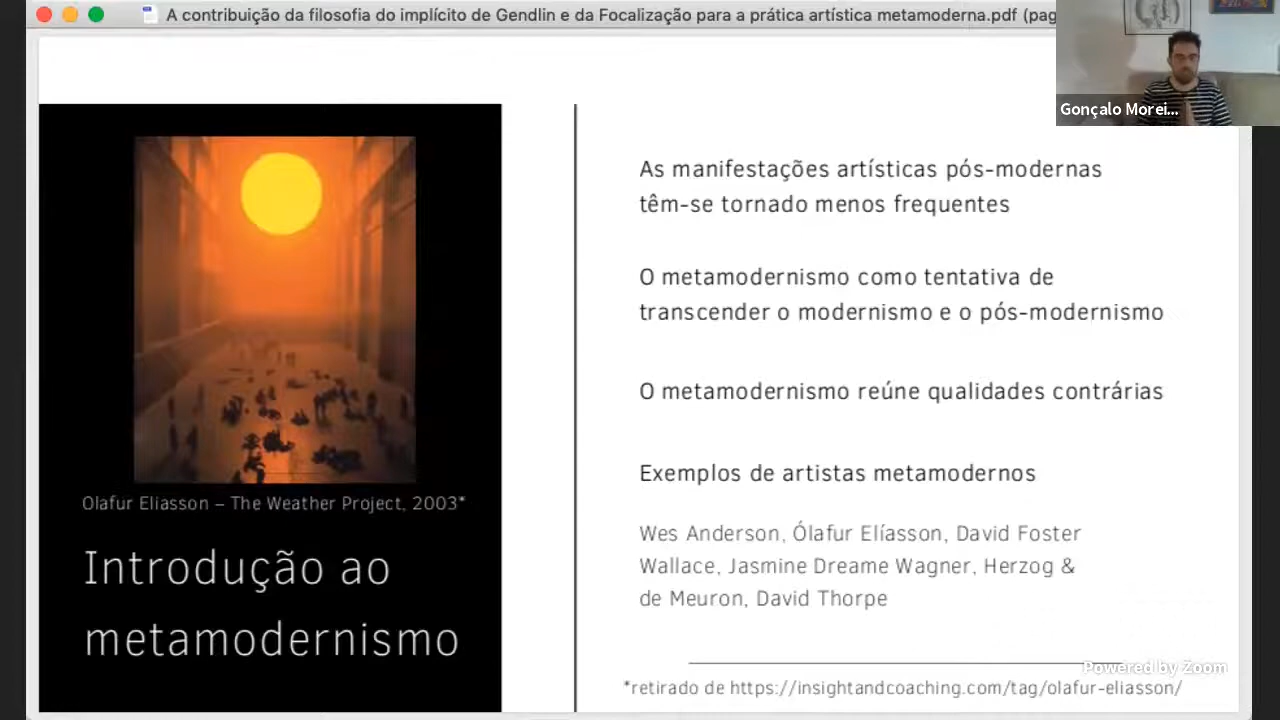 A contribuição da filosofia do implícito de Gendlin e da Focalização para a prática artística metamoderna.pdf (pag
Gonçalo Morei...
Olafur Eliasson – The Weather Project, 2003*
Introdução ao
metamodernismo
As manifestações artísticas pós-modernas
têm-se tornado menos frequentes
O metamodernismo como tentativa de
transcender o modernismo e o pós-modernismo
O metamodernismo reúne qualidades contrárias
Exemplos de artistas metamodernos
Wes Anderson, Ólafur Elíasson, David Foster
Wallace, Jasmine Dreame Wagner, Herzog &
de Meuron, David Thorpe
Powered by Zoom
*retirado de https://insightandcoaching.com/tag/olafur-eliasson/